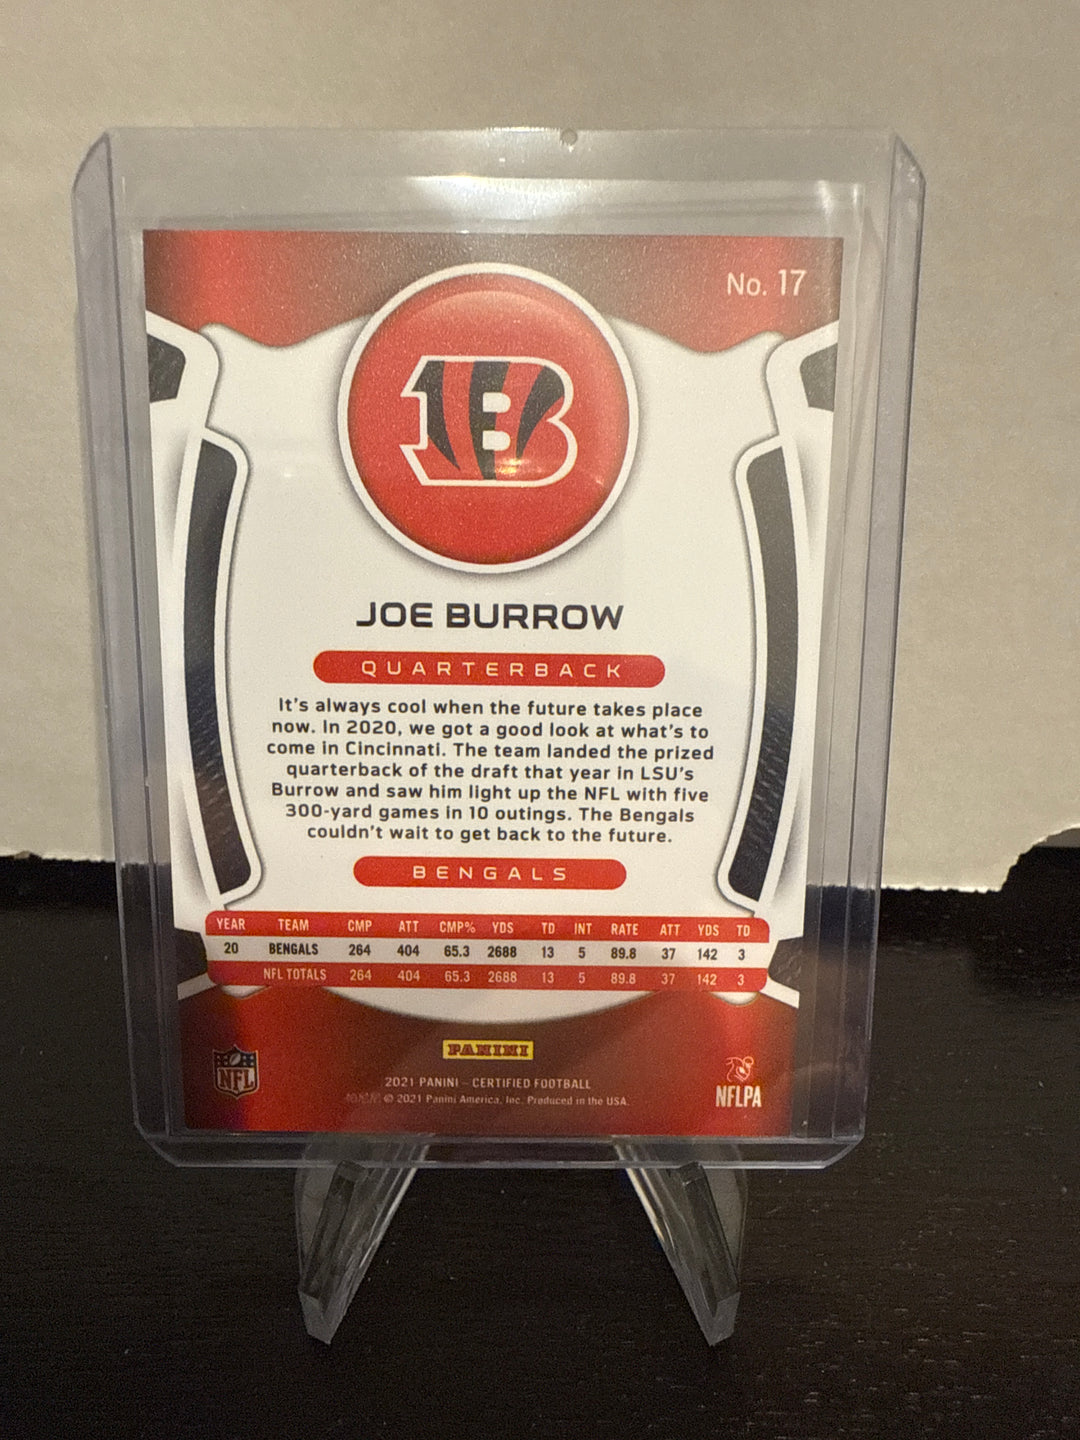 No. 17
B
JOE BURROW
QUARTERBACK
It's always cool when the future takes place
now. In 2020, we got a good look at what's to
come in Cincinnati. The team landed the prized
quarterback of the draft that year in LSU's
Burrow and saw him light up the NFL with five
300-yard games in 10 outings. The Bengals
couldn't wait to get back to the future.
BENGALS
YEAR TEAM CMP ATT CMP% YDS TD INT RATE ATT YDS TD
20 BENGALS 264 404 65.3 2688 13 5 89.8 37 142 3
NFL TOTALS 264 404 65.3 2688 13 5 89.8 37 142 3
PANINI
NFL
2021 PANINI – CERTIFIED FOOTBALL
© 2021 Panini America, Inc. Produced in the USA.
NFLPA